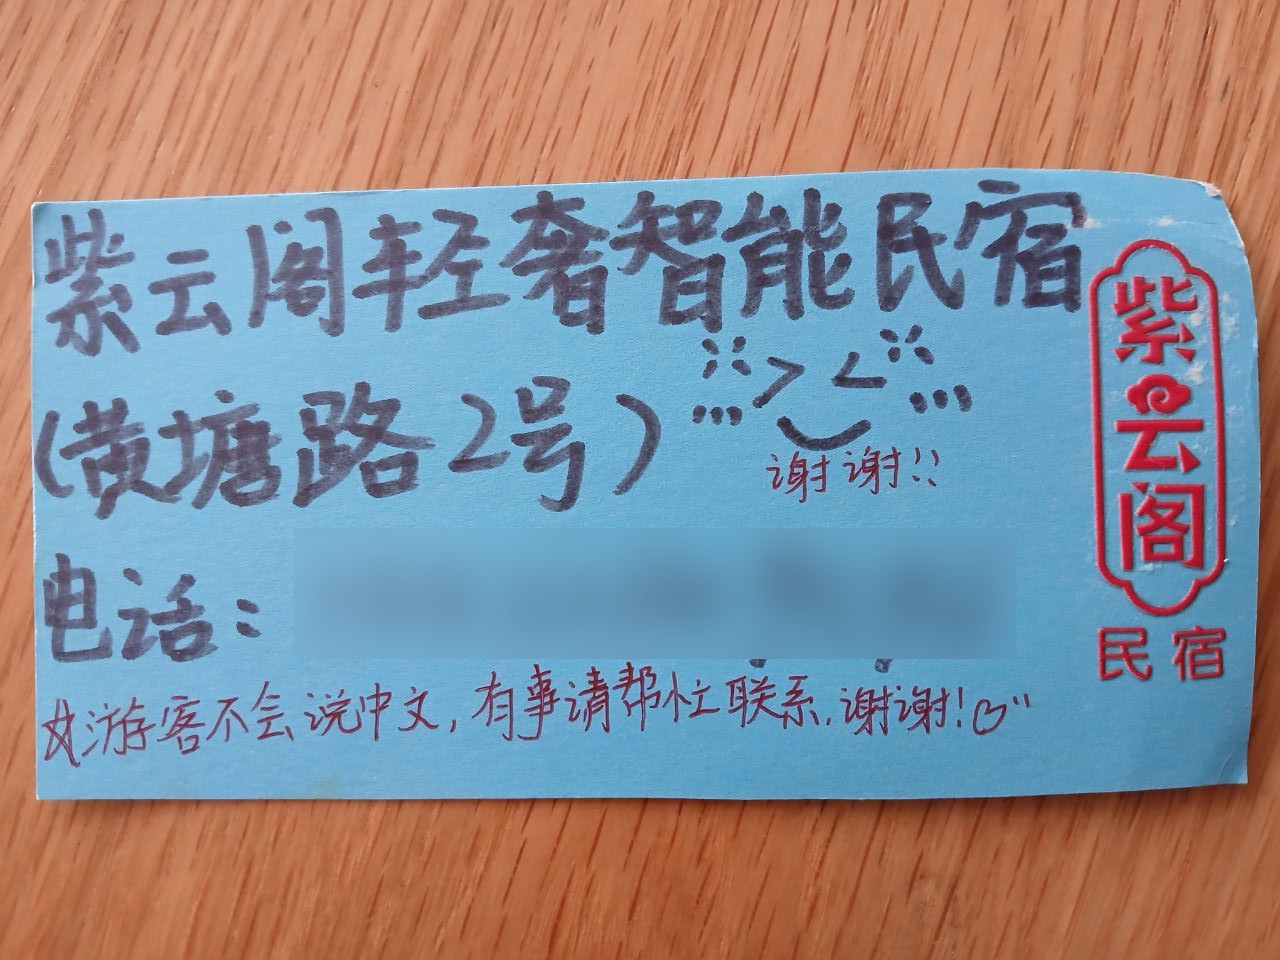 紫云阁轻奢智能民宿
(黄塘路2号)
谢谢!!
电话:
☆游客不会说中文,有事请帮忙联系,谢谢!
紫云阁
民宿